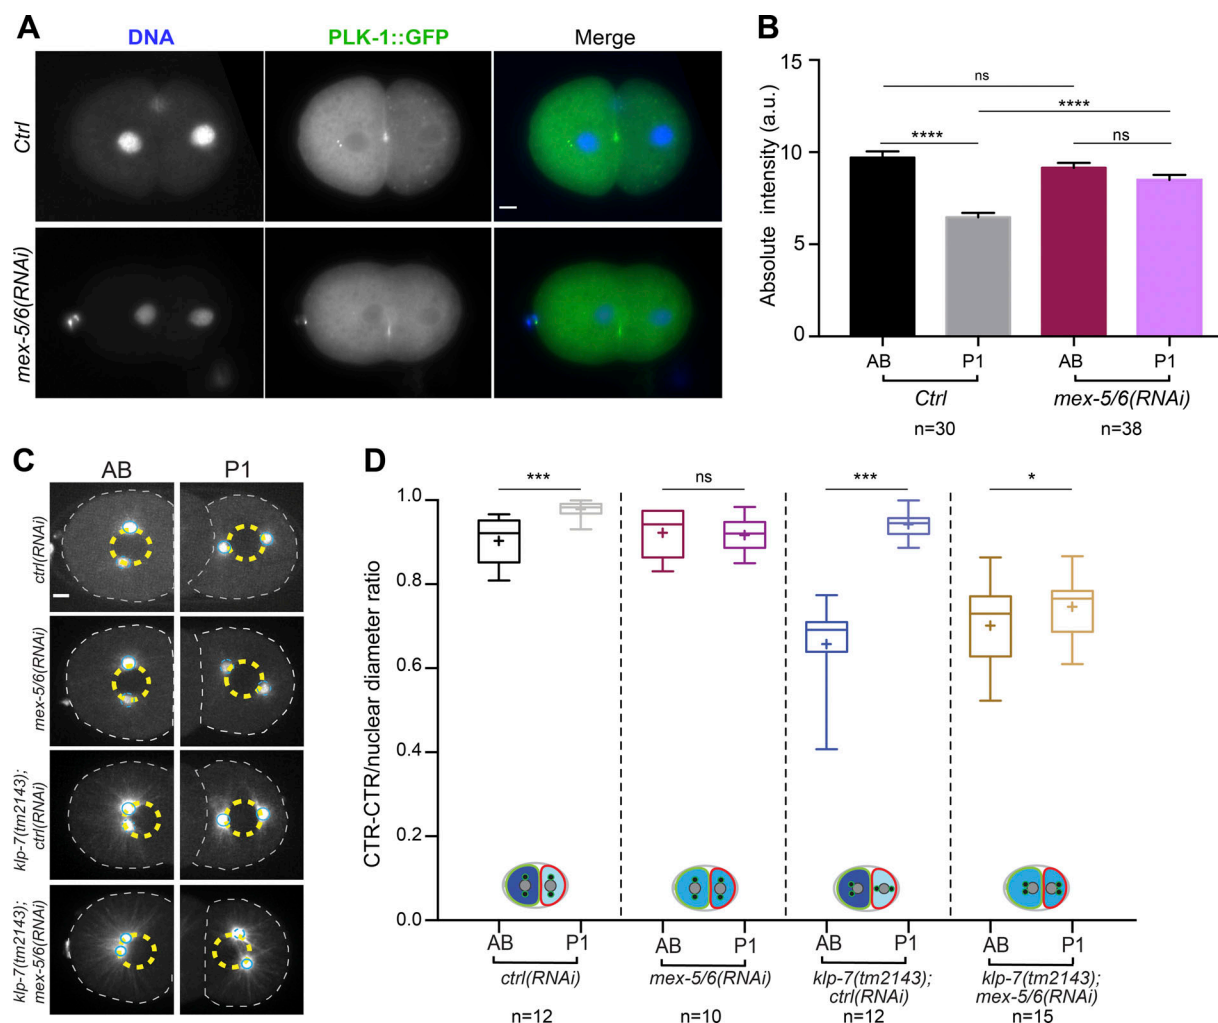 A
DNA
PLK-1::GFP
Merge
Ctrl
mex-5/6(RNAi)
B
Absolute intensity (a.u.)
15
10
5
0
ns
****
****
ns
AB
P1
AB
P1
Ctrl
mex-5/6(RNAi)
n=30
n=38
C
AB
P1
ctrl(RNAi)
mex-5/6(RNAi)
klp-7(tm2143);
ctrl(RNAi)
klp-7(tm2143);
mex-5/6(RNAi)
D
CTR-CTR/nuclear diameter ratio
1.0
0.8
0.6
0.4
0.2
0.0
***
ns
***
*
AB
P1
AB
P1
AB
P1
AB
P1
ctrl(RNAi)
mex-5/6(RNAi)
klp-7(tm2143);
ctrl(RNAi)
klp-7(tm2143);
mex-5/6(RNAi)
n=12
n=10
n=12
n=15